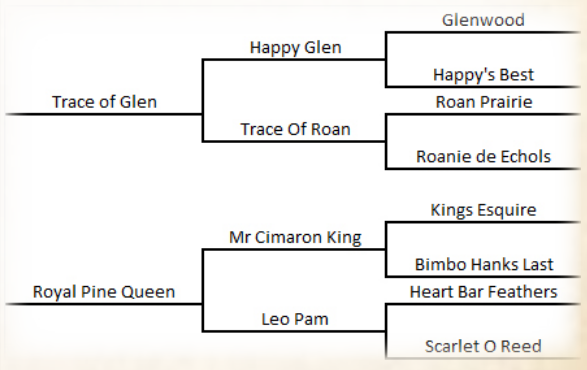 Glenwood
Happy Glen
Happy's Best
Trace of Glen
Roan Prairie
Trace Of Roan
Roanie de Echols
Kings Esquire
Mr Cimaron King
Bimbo Hanks Last
Royal Pine Queen
Heart Bar Feathers
Leo Pam
Scarlet O Reed